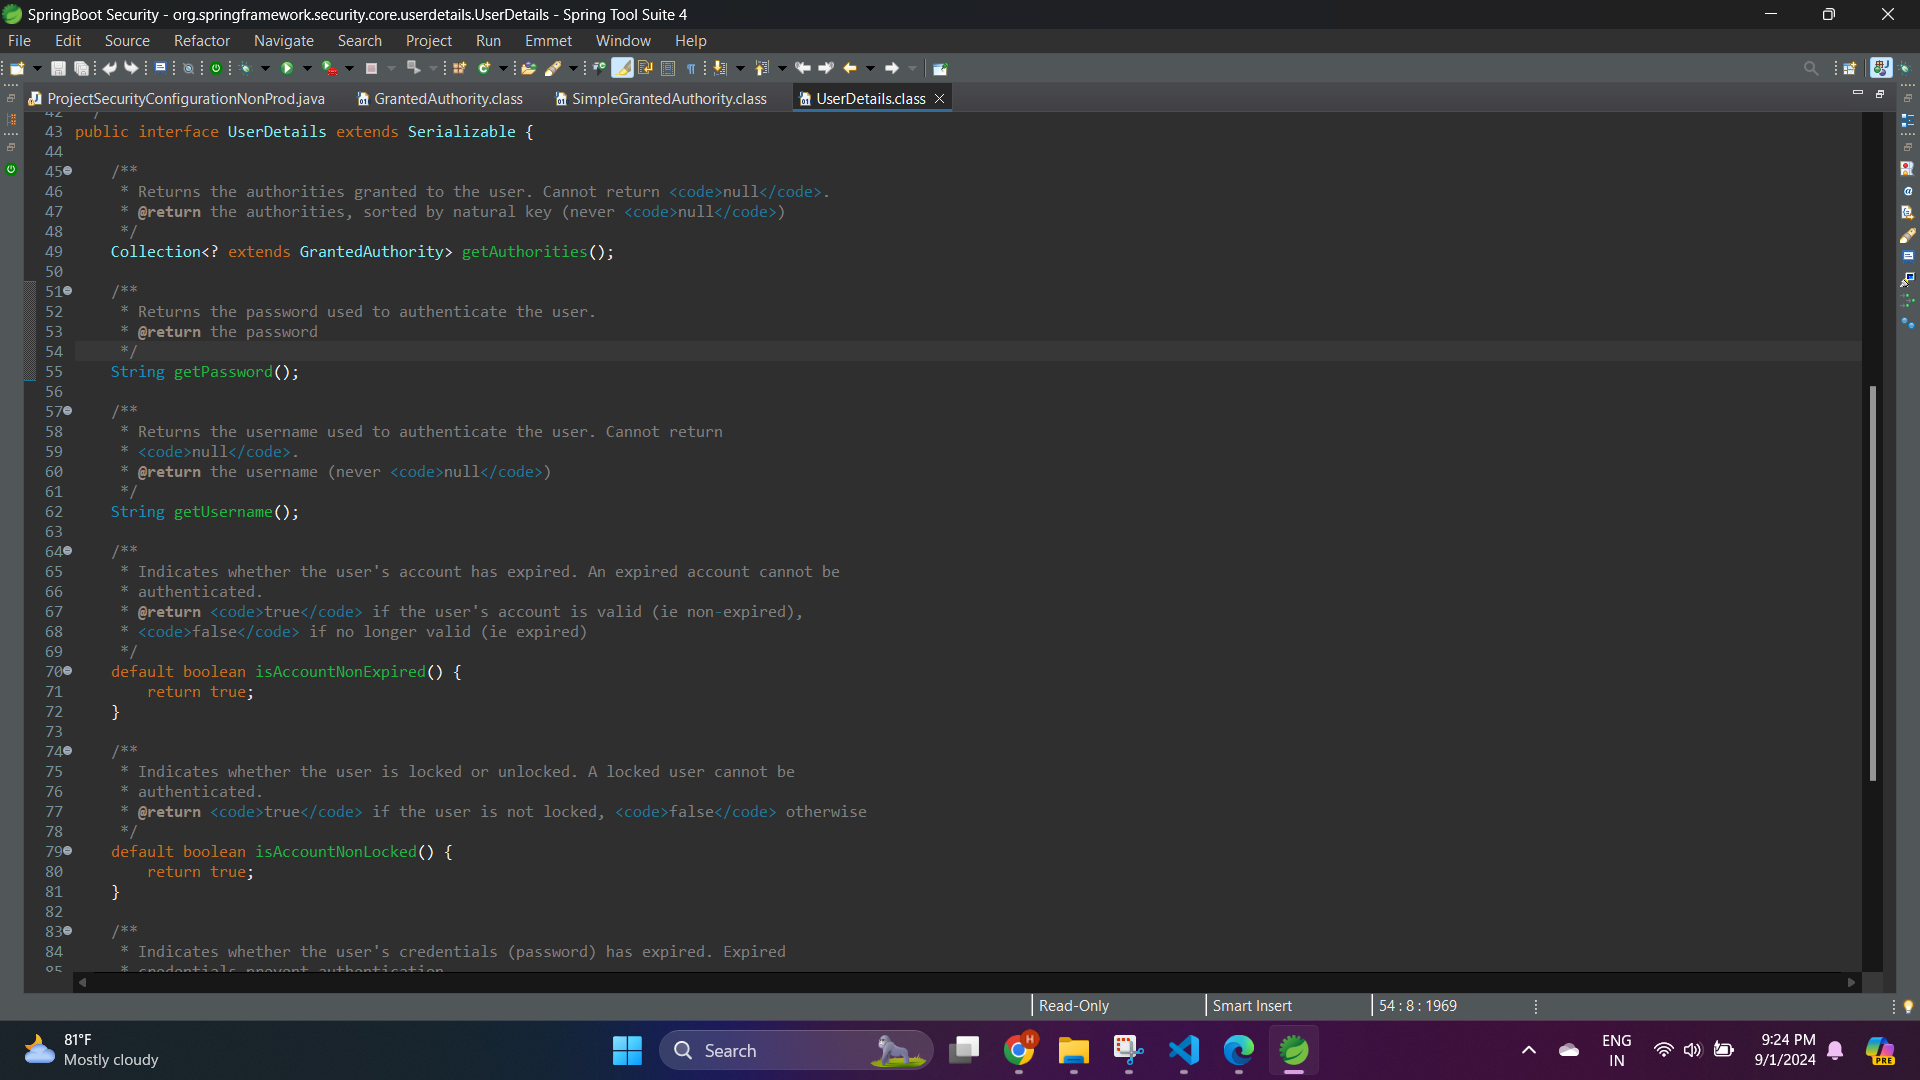 SpringBoot Security - org.springframework.security.core.userdetails.UserDetails - Spring Tool Suite 4
File Edit Source Refactor Navigate Search Project Run Emmet Window Help
ProjectSecurityConfigurationNonProd.java GrantedAuthority.class SimpleGrantedAuthority.class UserDetails.class
42 */
43 public interface UserDetails extends Serializable {
44
45 /**
46 * Returns the authorities granted to the user. Cannot return <code>null</code>.
47 * @return the authorities, sorted by natural key (never <code>null</code>)
48 */
49 Collection<? extends GrantedAuthority> getAuthorities();
50
51 /**
52 * Returns the password used to authenticate the user.
53 * @return the password
54 */
55 String getPassword();
56
57 /**
58 * Returns the username used to authenticate the user. Cannot return
59 * <code>null</code>.
60 * @return the username (never <code>null</code>)
61 */
62 String getUsername();
63
64 /**
65 * Indicates whether the user's account has expired. An expired account cannot be
66 * authenticated.
67 * @return <code>true</code> if the user's account is valid (ie non-expired),
68 * <code>false</code> if no longer valid (ie expired)
69 */
70 default boolean isAccountNonExpired() {
71 return true;
72 }
73
74 /**
75 * Indicates whether the user is locked or unlocked. A locked user cannot be
76 * authenticated.
77 * @return <code>true</code> if the user is not locked, <code>false</code> otherwise
78 */
79 default boolean isAccountNonLocked() {
80 return true;
81 }
82
83 /**
84 * Indicates whether the user's credentials (password) has expired. Expired
85 * credentials prevent authentication
Read-Only Smart Insert 54 : 8 : 1969
81°F
Mostly cloudy
Search
ENG
IN
9:24 PM
9/1/2024